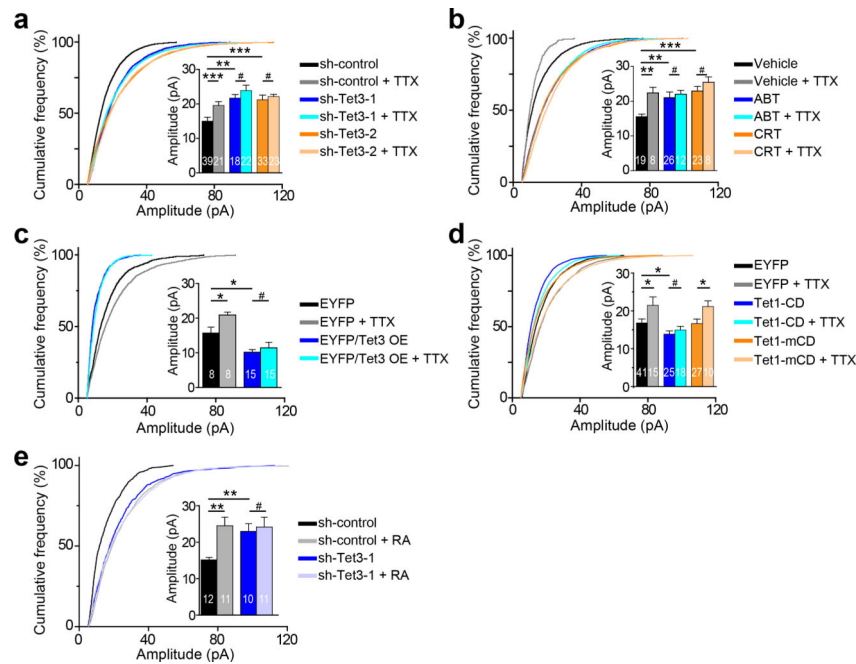 a
Cumulative frequency (%)
100
75
50
25
0
0 40 80 120
Amplitude (pA)
Amplitude (pA)
30
20
10
0
***
**
*** # #
39 21 18 22 33 23
sh-control
sh-control + TTX
sh-Tet3-1
sh-Tet3-1 + TTX
sh-Tet3-2
sh-Tet3-2 + TTX
b
Cumulative frequency (%)
100
75
50
25
0
0 40 80 120
Amplitude (pA)
Amplitude (pA)
30
20
10
0
***
**
** # #
19 8 26 12 23 8
Vehicle
Vehicle + TTX
ABT
ABT + TTX
CRT
CRT + TTX
c
Cumulative frequency (%)
100
50
0
0 40 80 120
Amplitude (pA)
Amplitude (pA)
30
20
10
0
*
* #
8 8 15 15
EYFP
EYFP + TTX
EYFP/Tet3 OE
EYFP/Tet3 OE + TTX
d
Cumulative frequency (%)
100
50
0
0 40 80 120
Amplitude (pA)
Amplitude (pA)
30
20
10
0
*
* # *
41 15 25 18 27 10
EYFP
EYFP + TTX
Tet1-CD
Tet1-CD + TTX
Tet1-mCD
Tet1-mCD + TTX
e
Cumulative frequency (%)
100
50
0
0 40 80 120
Amplitude (pA)
Amplitude (pA)
30
20
10
0
**
** #
12 11 10 11
sh-control
sh-control + RA
sh-Tet3-1
sh-Tet3-1 + RA